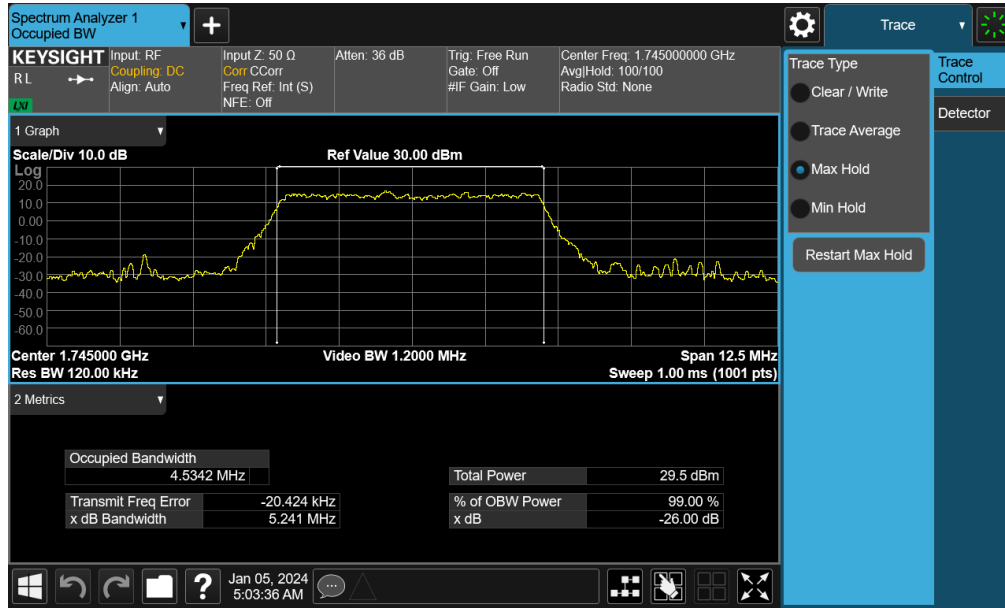 Spectrum Analyzer 1
Occupied BW
+
Trace
KEYSIGHT
R L
LXI
Input: RF
Coupling: DC
Align: Auto
Input Z: 50 Ω
Corr CCorr
Freq Ref: Int (S)
NFE: Off
Atten: 36 dB
Trig: Free Run
Gate: Off
#IF Gain: Low
Center Freq: 1.745000000 GHz
Avg|Hold: 100/100
Radio Std: None
Trace Type
Clear / Write
Trace Average
Max Hold
Min Hold
Restart Max Hold
Trace
Control
Detector
1 Graph
Scale/Div 10.0 dB
Ref Value 30.00 dBm
Log
20.0
10.0
0.00
-10.0
-20.0
-30.0
-40.0
-50.0
-60.0
Center 1.745000 GHz
Video BW 1.2000 MHz
Span 12.5 MHz
Res BW 120.00 kHz
Sweep 1.00 ms (1001 pts)
2 Metrics
Occupied Bandwidth
4.5342 MHz
Total Power 29.5 dBm
Transmit Freq Error -20.424 kHz
% of OBW Power 99.00 %
x dB Bandwidth 5.241 MHz
x dB -26.00 dB
?
Jan 05, 2024
5:03:36 AM